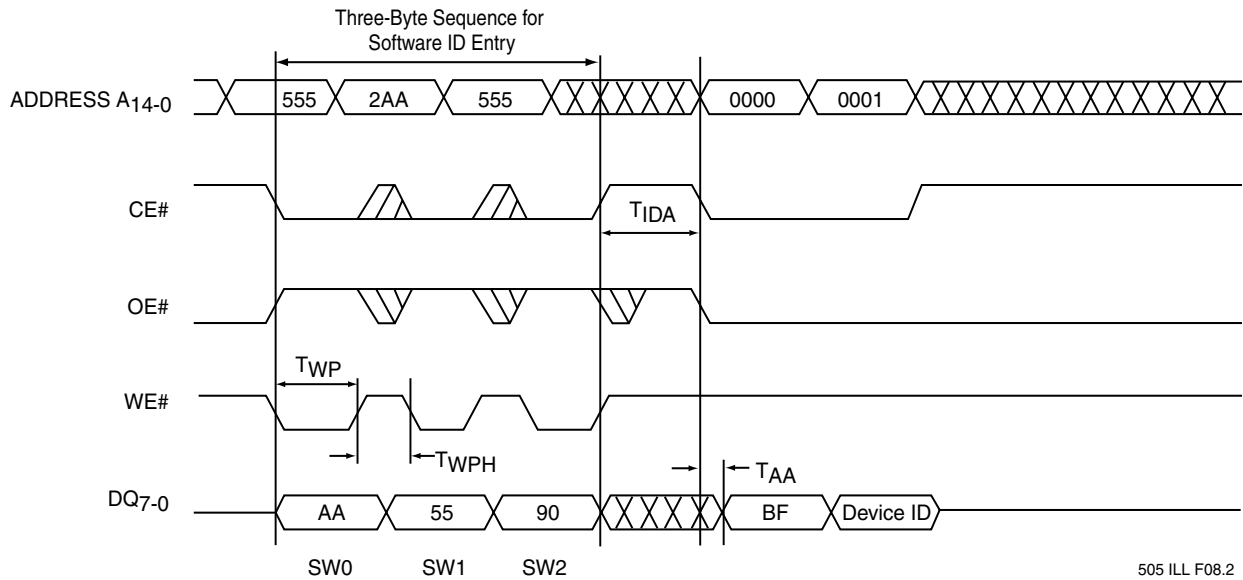 Three-Byte Sequence for
Software ID Entry
ADDRESS A14-0
555 2AA 555 0000 0001
CE#
TIDA
OE#
TWP
WE#
TWPH
TAA
DQ7-0
AA 55 90 BF Device ID
SW0 SW1 SW2
505 ILL F08.2